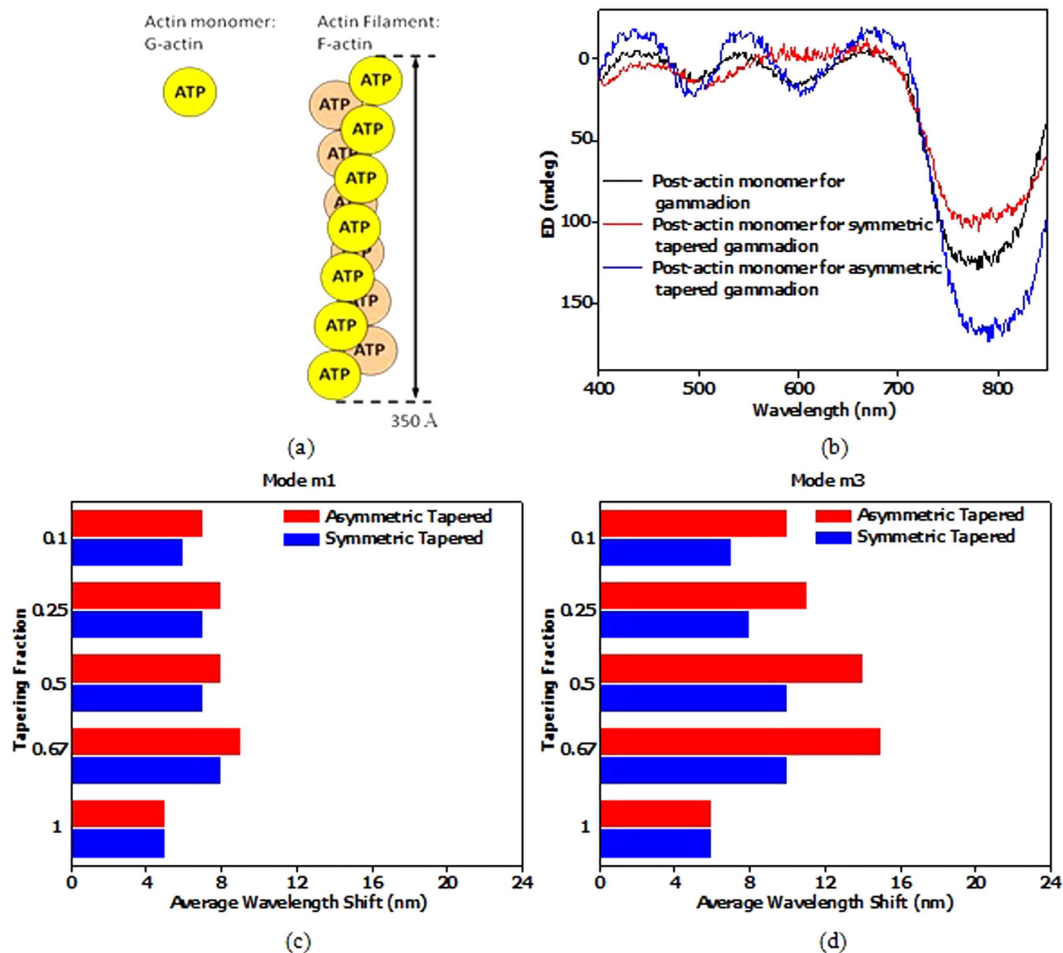 Actin monomer:
G-actin
ATP
Actin Filament:
F-actin
ATP
ATP
ATP
ATP
ATP
ATP
ATP
ATP
ATP
ATP
ATP
ATP
ATP
350 Å
(a)
0
50
100
150
ED (mdeg)
Post-actin monomer for
gammadion
Post-actin monomer for symmetric
tapered gammadion
Post-actin monomer for asymmetric
tapered gammadion
400 500 600 700 800
Wavelength (nm)
(b)
Mode m1
Asymmetric Tapered
Symmetric Tapered
Tapering Fraction
0.1
0.25
0.5
0.67
1
0 4 8 12 16 20 24
Average Wavelength Shift (nm)
(c)
Mode m3
Asymmetric Tapered
Symmetric Tapered
Tapering Fraction
0.1
0.25
0.5
0.67
1
0 4 8 12 16 20 24
Average Wavelength Shift (nm)
(d)